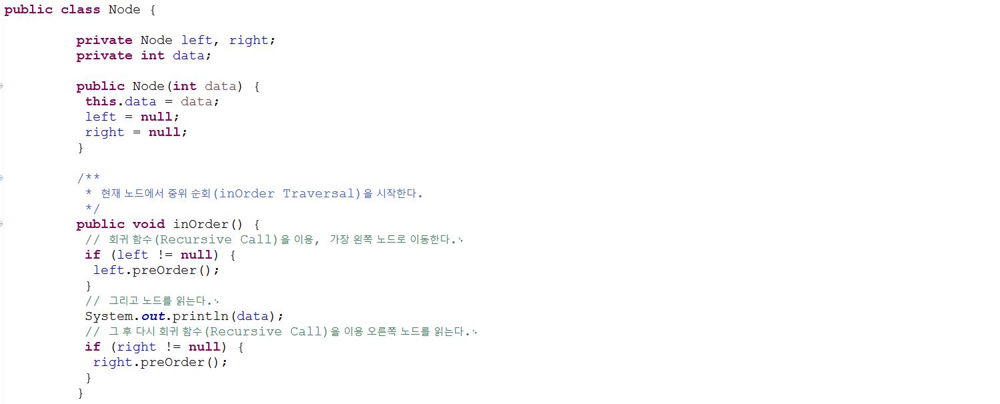 public class Node {
private Node left, right;
private int data;
public Node(int data) {
this.data = data;
left = null;
right = null;
}
/**
* 현재 노드에서 중위 순회(inOrder Traversal)을 시작한다.
*/
public void inOrder() {
// 회귀 함수(Recursive Call)을 이용, 가장 왼쪽 노드로 이동한다.
if (left != null) {
left.preOrder();
}
// 그리고 노드를 읽는다.
System.out.println(data);
// 그 후 다시 회귀 함수(Recursive Call)을 이용 오른쪽 노드를 읽는다.
if (right != null) {
right.preOrder();
}
}